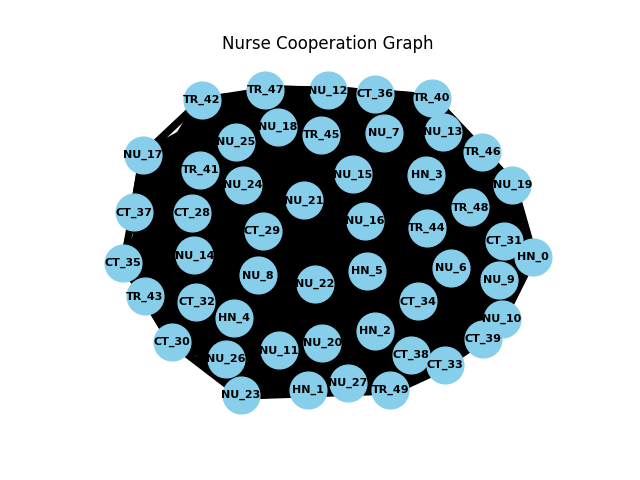 Nurse Cooperation Graph
TR_47
NU_12
CT_36
TR_40
TR_42
NU_18
TR_45
NU_7
NU_13
NU_25
TR_46
NU_17
TR_41
NU_15
HN_3
NU_24
NU_19
NU_21
TR_48
CT_37
CT_28
NU_16
TR_44
CT_29
CT_31
NU_14
HN_0
CT_35
NU_8
HN_5
NU_6
NU_9
NU_22
TR_43
CT_32
CT_34
HN_4
NU_10
HN_2
CT_39
CT_30
NU_20
NU_11
CT_38
NU_26
CT_33
NU_27
HN_1
TR_49
NU_23